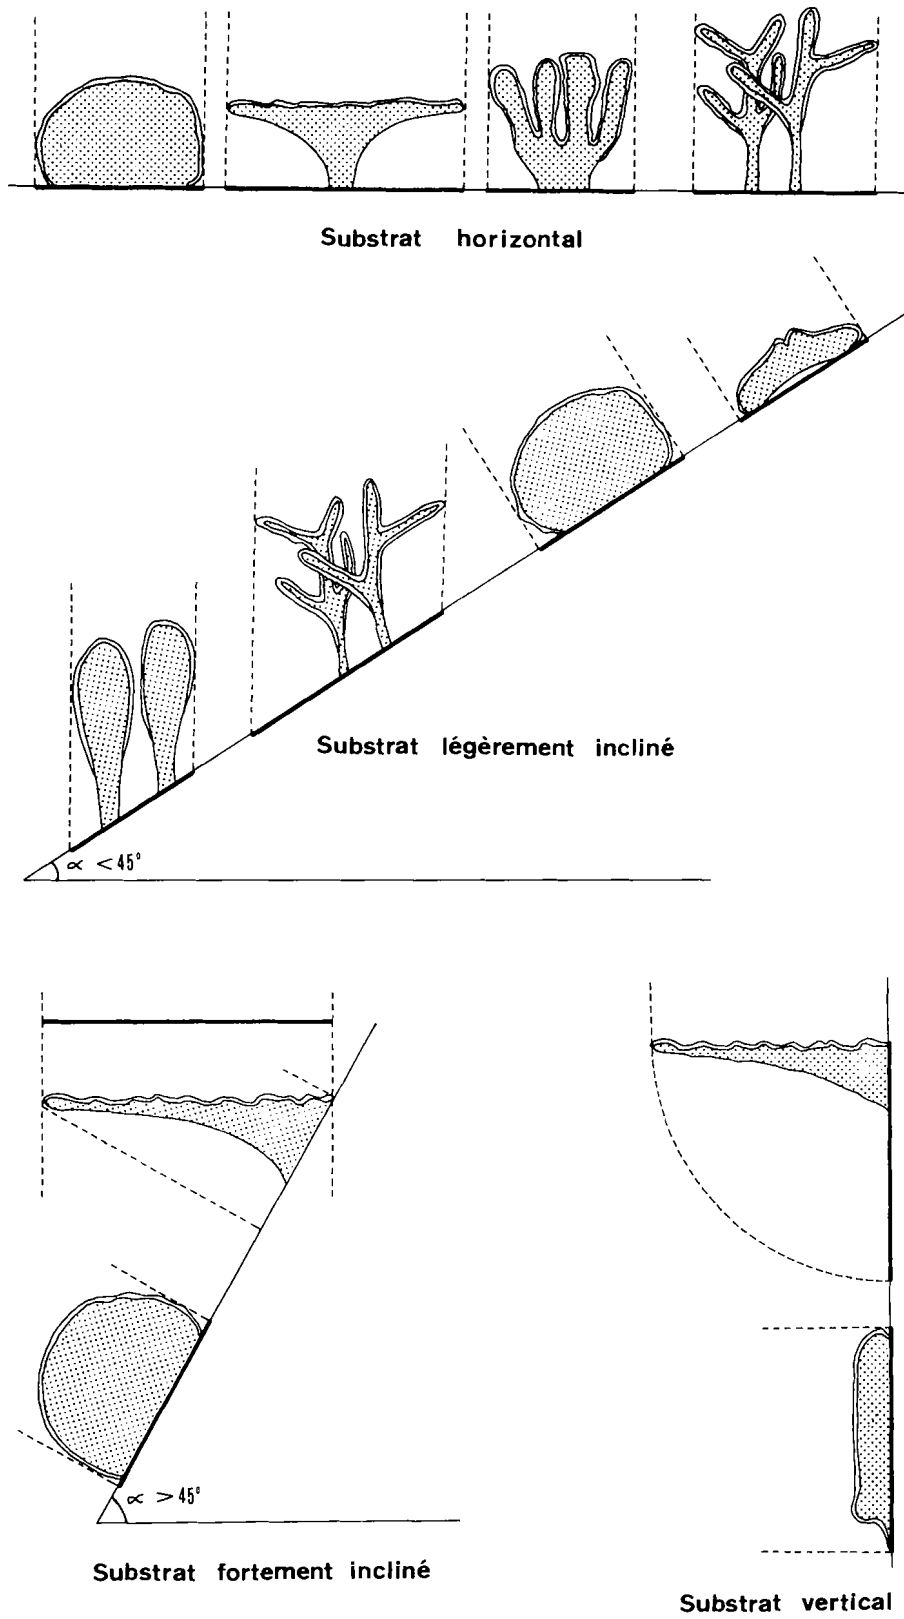 Substrat horizontal
Substrat légèrement incliné
∝ < 45°
∝ > 45°
Substrat fortement incliné
Substrat vertical